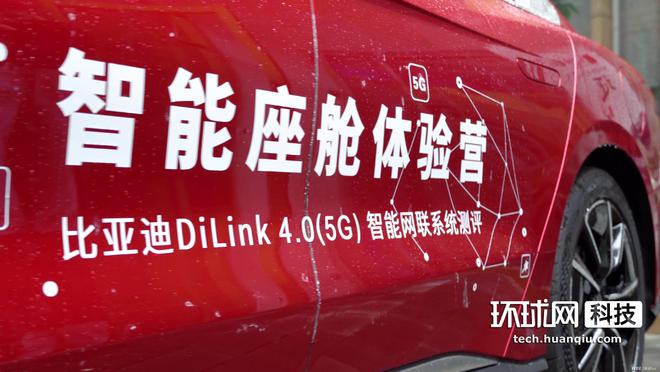 5G
智能座舱体验营
比亚迪DiLink 4.0(5G) 智能网联系统测评
环球网 科技
tech.huanqiu.com